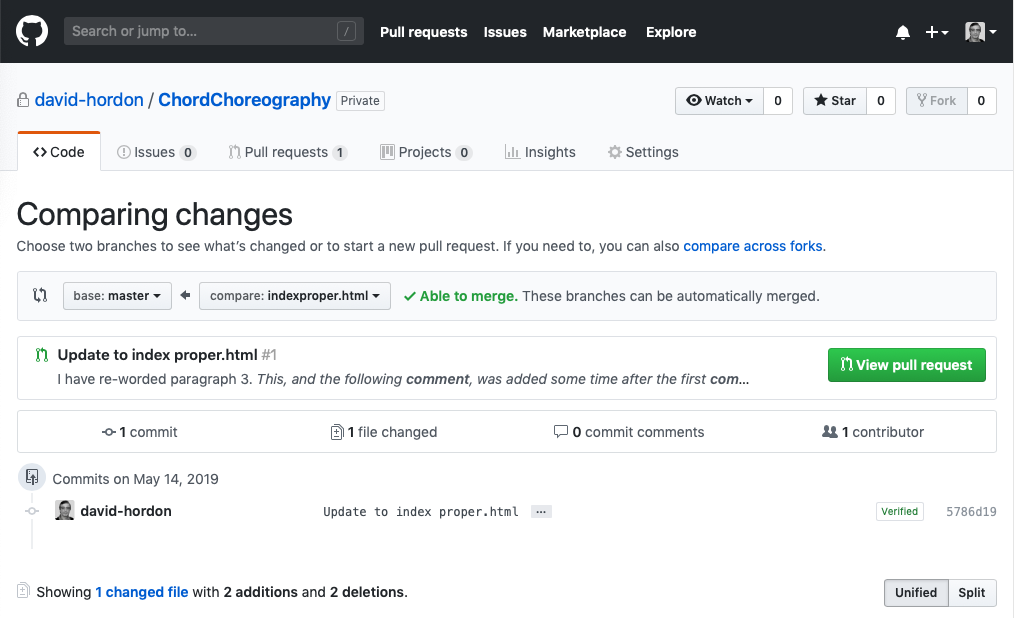 Search or jump to... /
Pull requests Issues Marketplace Explore
david-hordon / ChordChoreography Private
Watch 0 Star 0 Fork 0
Code Issues 0 Pull requests 1 Projects 0 Insights Settings
Comparing changes
Choose two branches to see what's changed or to start a new pull request. If you need to, you can also compare across forks.
base: master compare: indexproper.html Able to merge. These branches can be automatically merged.
Update to index proper.html #1
I have re-worded paragraph 3. This, and the following comment, was added some time after the first com...
View pull request
1 commit 1 file changed 0 commit comments 1 contributor
Commits on May 14, 2019
david-hordon Update to index proper.html ... Verified 5786d19
Showing 1 changed file with 2 additions and 2 deletions. Unified Split